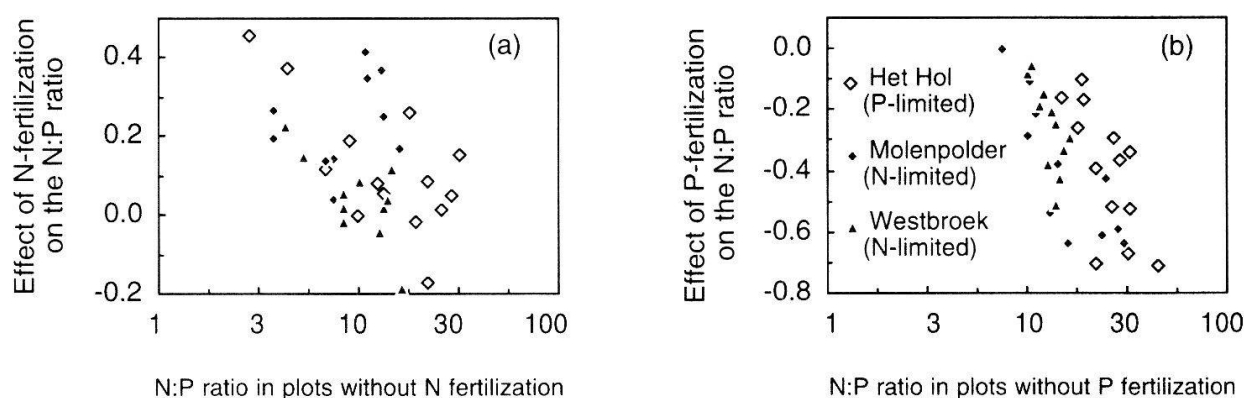 Effect of N-fertilization
on the N:P ratio
0.4
0.2
0.0
-0.2
(a)
1 3 10 30 100
N:P ratio in plots without N fertilization
Effect of P-fertilization
on the N:P ratio
0.0
-0.2
-0.4
-0.6
-0.8
(b)
Het Hol
(P-limited)
Molenpolder
(N-limited)
Westbroek
(N-limited)
1 3 10 30 100
N:P ratio in plots without P fertilization